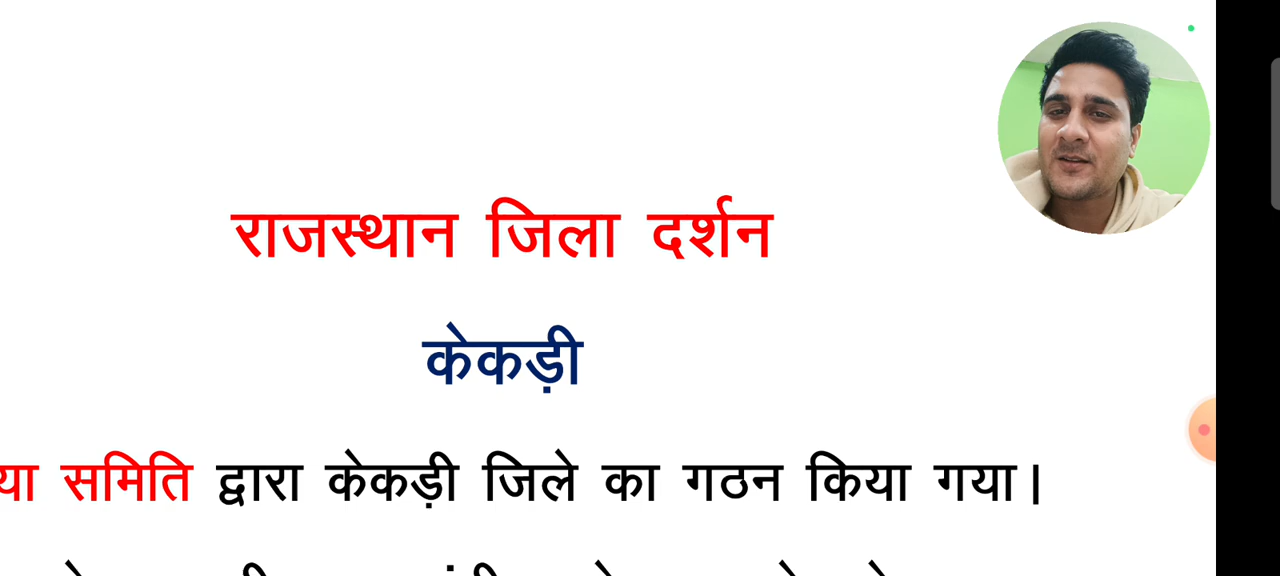 राजस्थान जिला दर्शन
केकड़ी
समिति द्वारा केकड़ी जिले का गठन किया गया।